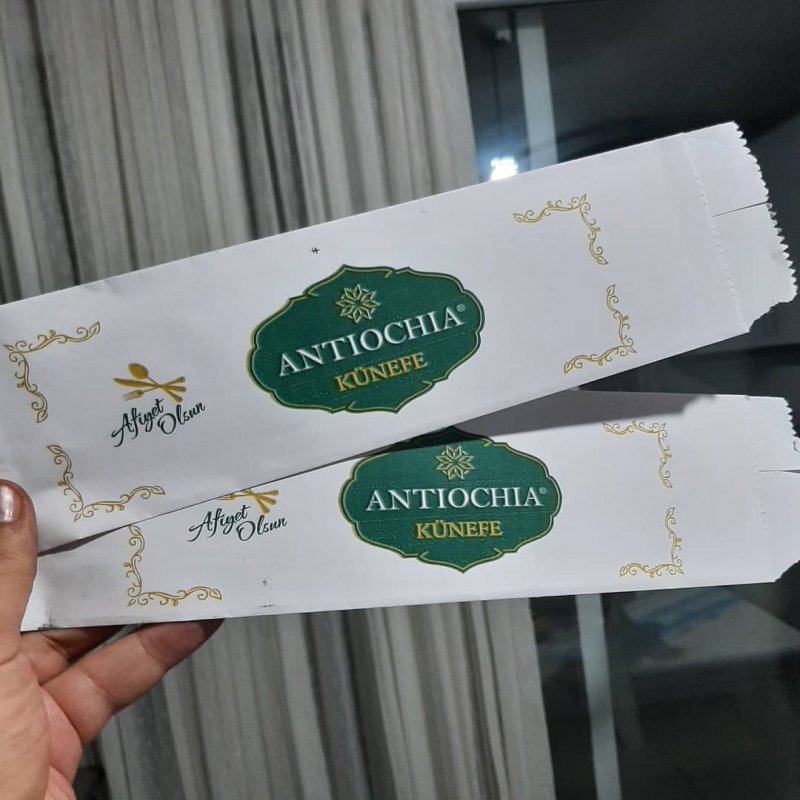 ANTIOCHIA®
KÜNEFE
Afiyet
Olsun
ANTIOCHIA®
KÜNEFE
Afiyet
Olsun